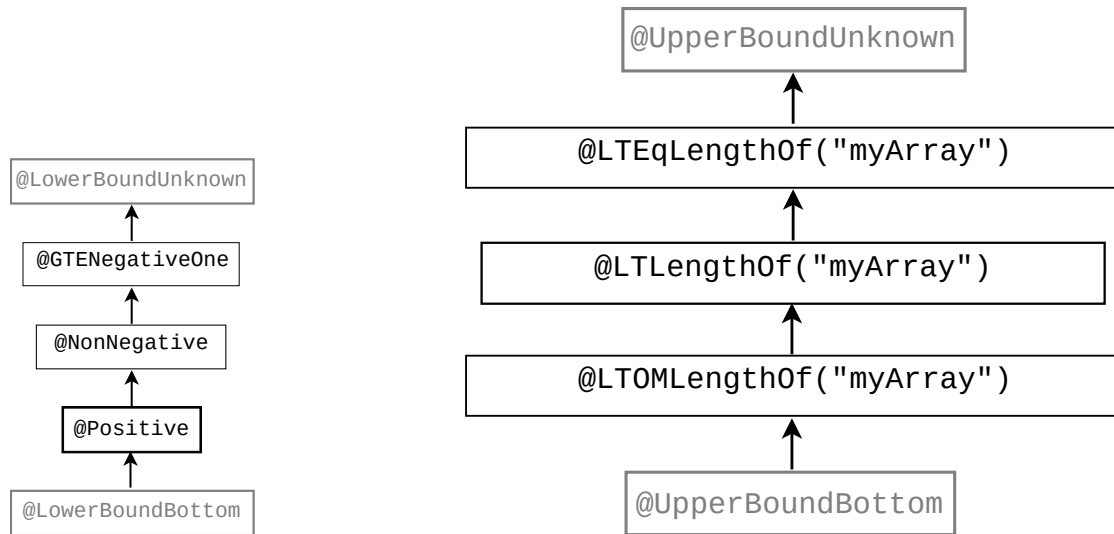 @LowerBoundUnknown
@GTENegativeOne
@NonNegative
@Positive
@LowerBoundBottom
@UpperBoundUnknown
@LTEqLengthOf("myArray")
@LTLengthOf("myArray")
@LTOMLengthOf("myArray")
@UpperBoundBottom